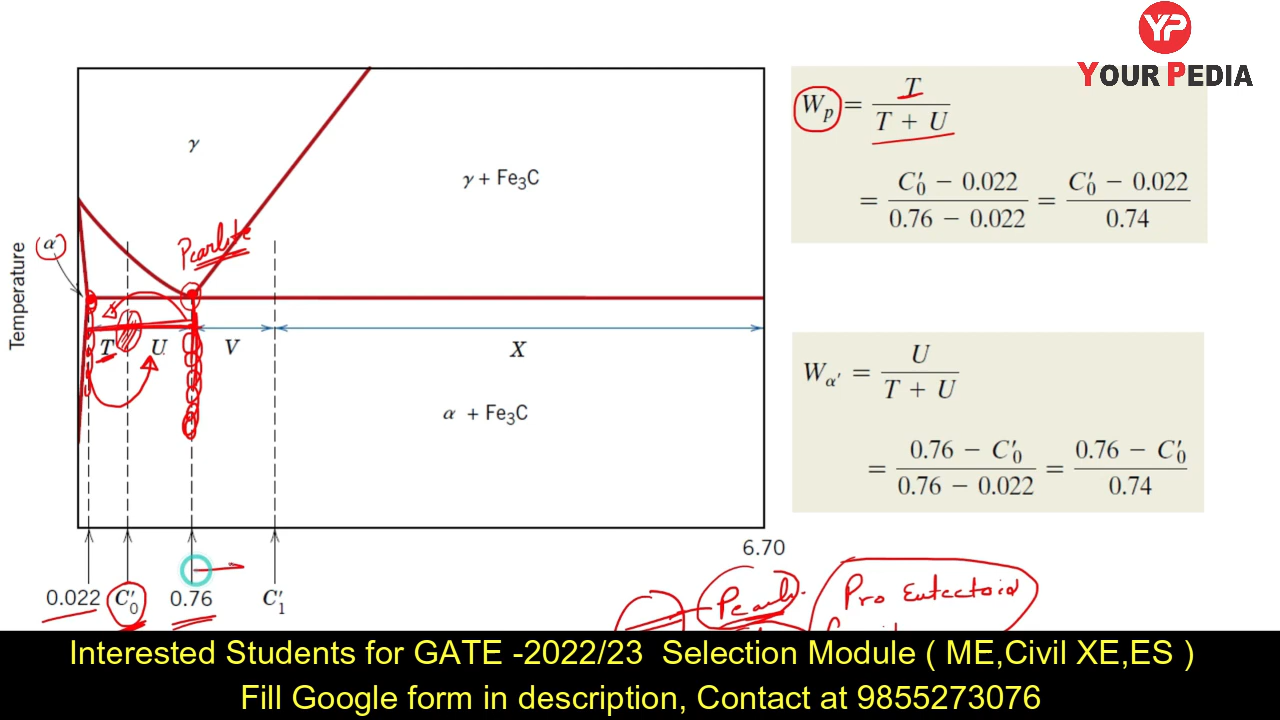 YP
YOUR PEDIA
Wp = T / T + U
= C′0 − 0.022 / 0.76 − 0.022 = C′0 − 0.022 / 0.74
γ
γ + Fe3C
Pearlite
α
Temperature
T U V X
α + Fe3C
Wα′ = U / T + U
= 0.76 − C′0 / 0.76 − 0.022 = 0.76 − C′0 / 0.74
6.70
0.022 C′0 0.76 C′1
Pro Eutectoid
Interested Students for GATE -2022/23 Selection Module ( ME,Civil XE,ES )
Fill Google form in description, Contact at 9855273076